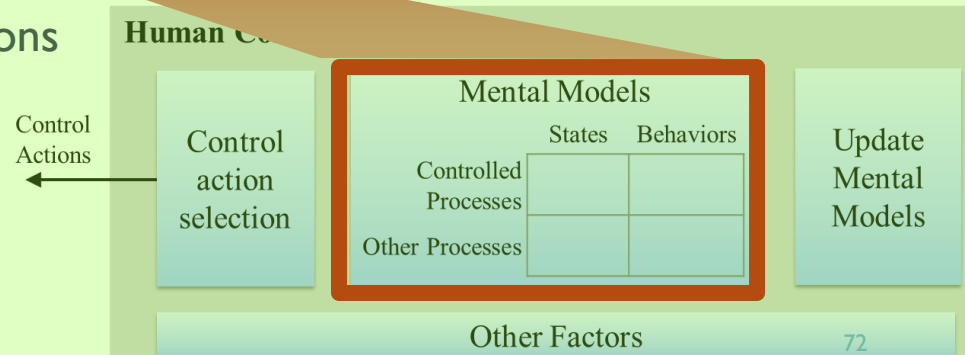 ons
Human Co
Control
Actions
Control
action
selection
Mental Models
States Behaviors
Controlled
Processes
Other Processes
Update
Mental
Models
Other Factors
72